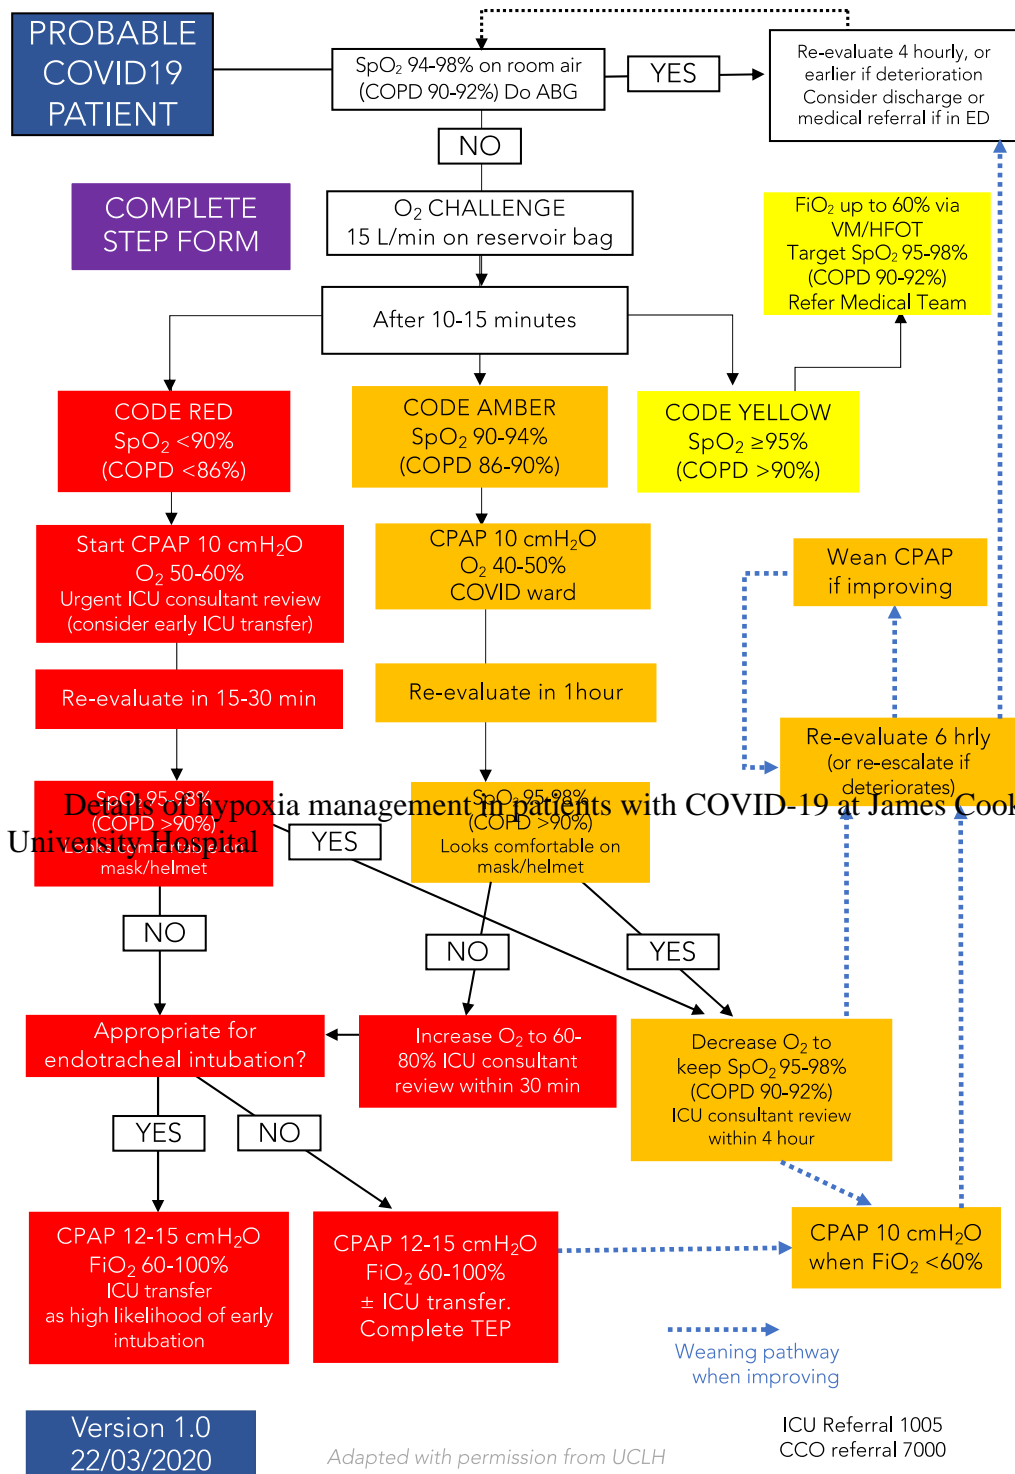 PROBABLE
COVID19
PATIENT
SpO₂ 94-98% on room air
(COPD 90-92%) Do ABG
YES
Re-evaluate 4 hourly, or
earlier if deterioration
Consider discharge or
medical referral if in ED
NO
COMPLETE
STEP FORM
O₂ CHALLENGE
15 L/min on reservoir bag
FiO₂ up to 60% via
VM/HFOT
Target SpO₂ 95-98%
(COPD 90-92%)
Refer Medical Team
After 10-15 minutes
CODE RED
SpO₂ <90%
(COPD <86%)
CODE AMBER
SpO₂ 90-94%
(COPD 86-90%)
CODE YELLOW
SpO₂ ≥95%
(COPD >90%)
Start CPAP 10 cmH₂O
O₂ 50-60%
Urgent ICU consultant review
(consider early ICU transfer)
CPAP 10 cmH₂O
O₂ 40-50%
COVID ward
Wean CPAP
if improving
Re-evaluate in 15-30 min
Re-evaluate in 1hour
Re-evaluate 6 hrly
(or re-escalate if
deteriorates)
SpO₂ 95-98%
(COPD >90%)
Looks comfortable on
mask/helmet
SpO₂ 95-98%
(COPD >90%)
Looks comfortable on
mask/helmet
Details of hypoxia management in patients with COVID-19 at James Cook
University Hospital
YES
NO
NO
YES
Appropriate for
endotracheal intubation?
Increase O₂ to 60-
80% ICU consultant
review within 30 min
Decrease O₂ to
keep SpO₂ 95-98%
(COPD 90-92%)
ICU consultant review
within 4 hour
YES
NO
CPAP 12-15 cmH₂O
FiO₂ 60-100%
ICU transfer
as high likelihood of early
intubation
CPAP 12-15 cmH₂O
FiO₂ 60-100%
± ICU transfer.
Complete TEP
CPAP 10 cmH₂O
when FiO₂ <60%
Weaning pathway
when improving
Version 1.0
22/03/2020
Adapted with permission from UCLH
ICU Referral 1005
CCO referral 7000